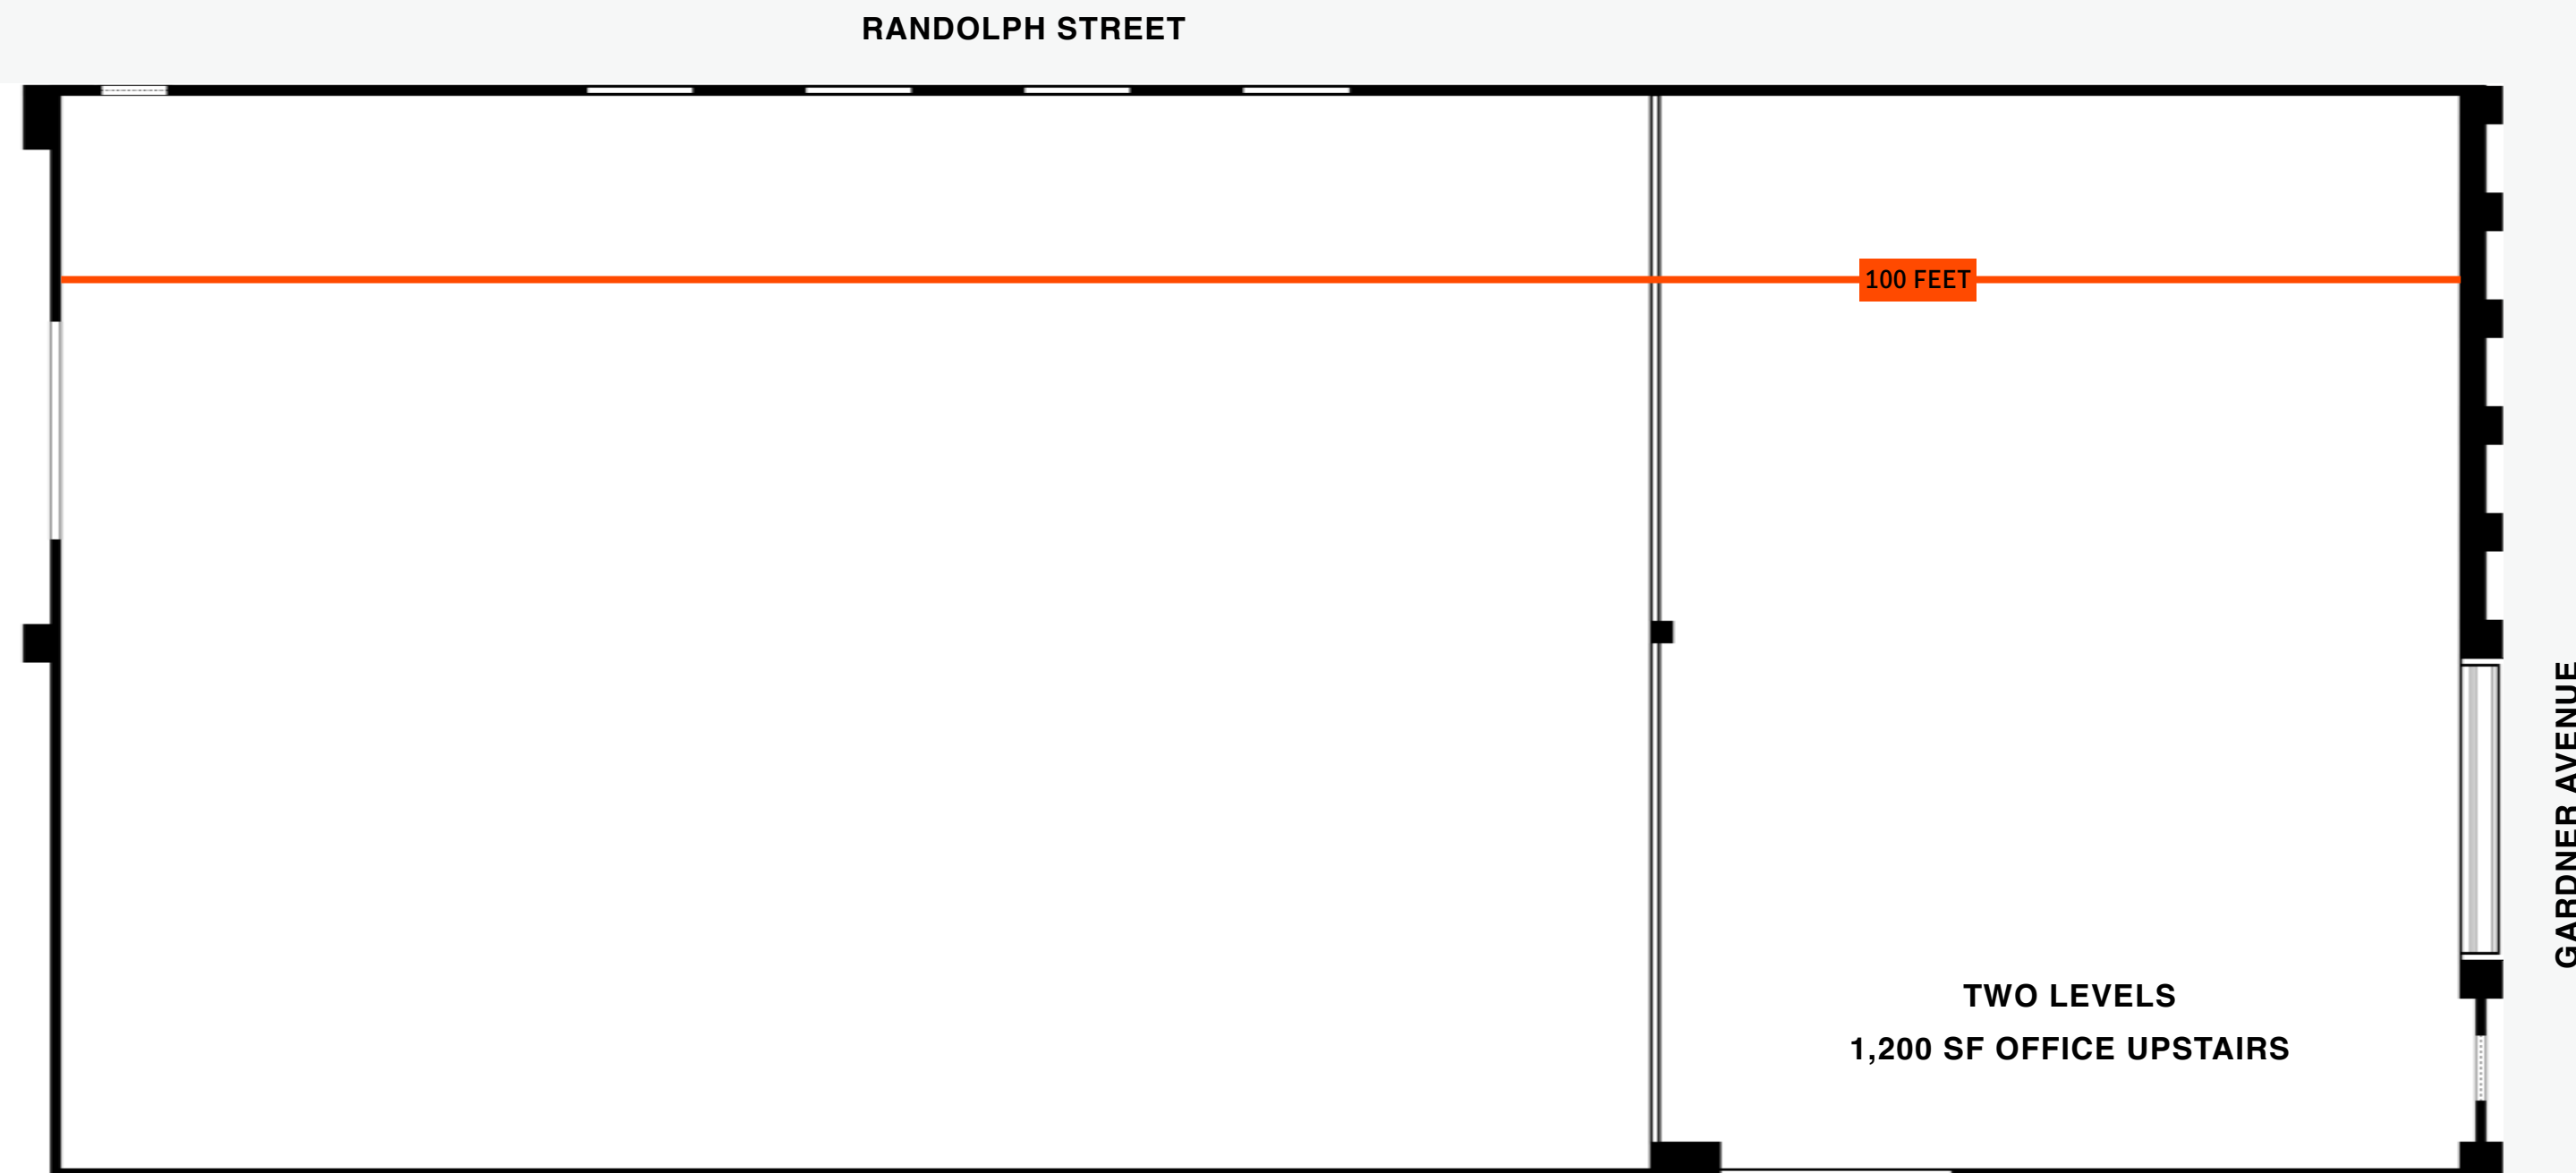 RANDOLPH STREET
100 FEET
GARDNER AVENUE
TWO LEVELS
1,200 SF OFFICE UPSTAIRS